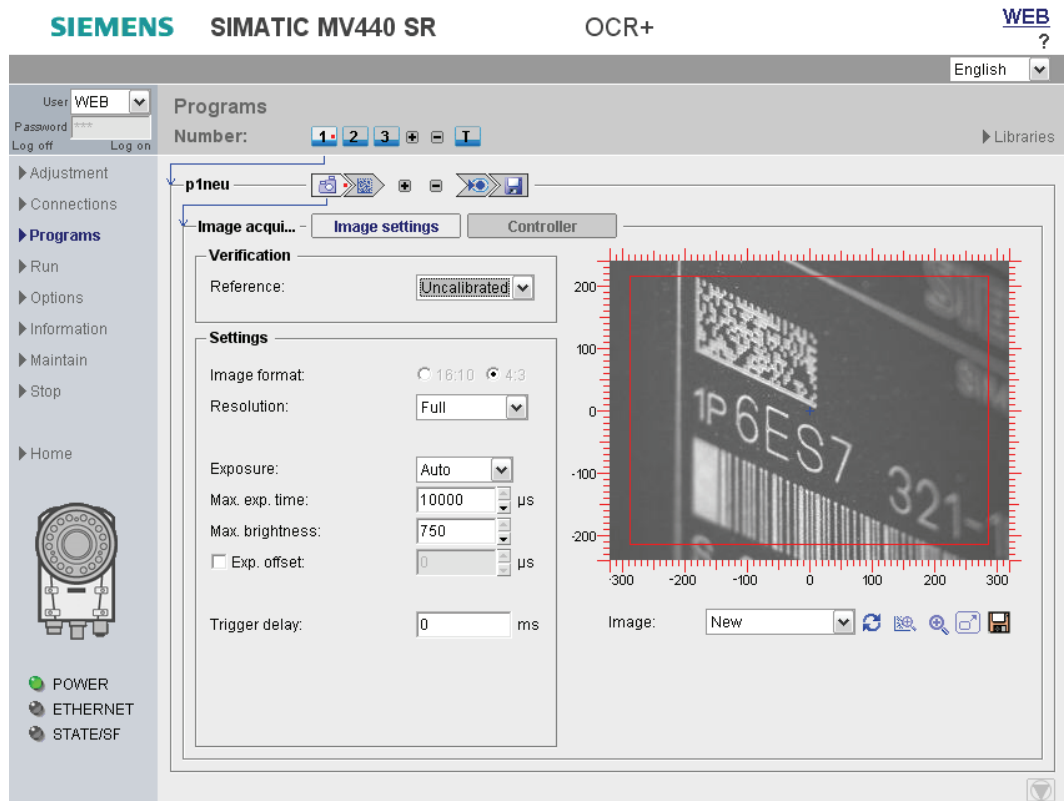 SIEMENS SIMATIC MV440 SR OCR+ WEB
?
English
User WEB
Password ***
Log off Log on
Programs
Number: 1 2 3 T
Libraries
Adjustment
Connections
Programs
Run
Options
Information
Maintain
Stop
Home
POWER
ETHERNET
STATE/SF
p1neu
Image acqui... Image settings Controller
Verification
Reference: Uncalibrated
Settings
Image format: 16:10 4:3
Resolution: Full
Exposure: Auto
Max. exp. time: 10000 µs
Max. brightness: 750
Exp. offset: 0 µs
Trigger delay: 0 ms
200
100
0
-100
-200
-300 -200 -100 0 100 200 300
1P6ES7 321-1
Image: New